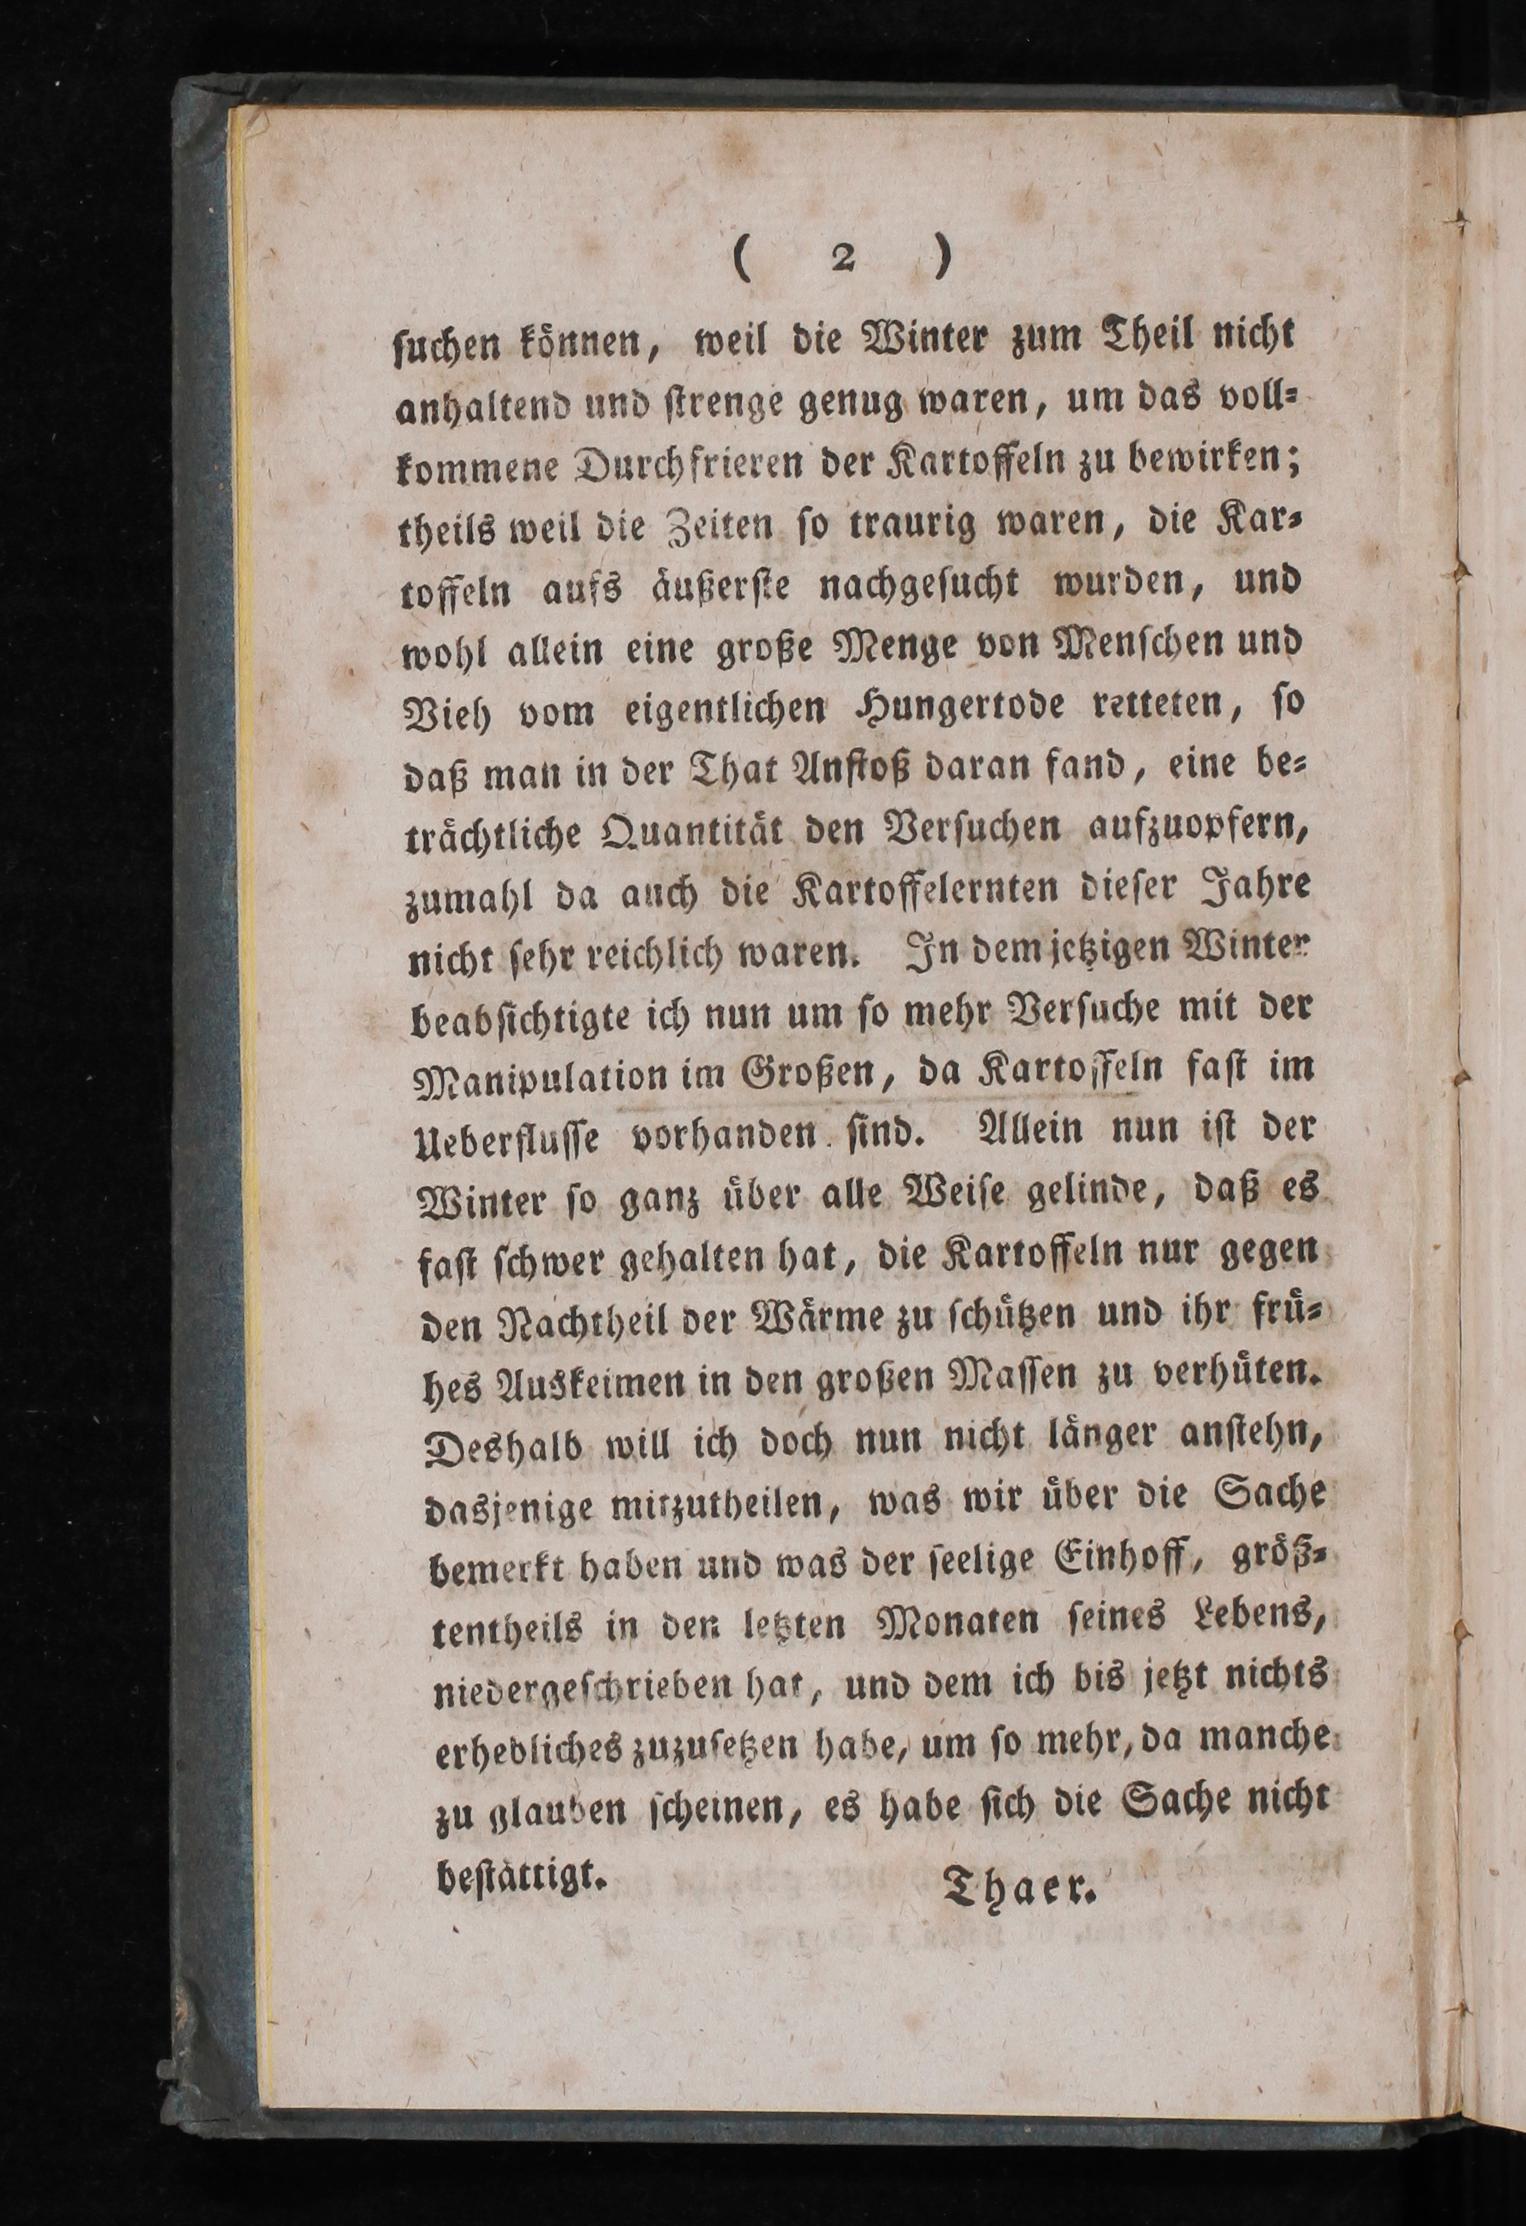 ( 2 )
ſuchen können, weil die Winter zum Theil nicht
anhaltend und ſtrenge genug waren, um das voll⸗
kommene Durchfrieren der Kartoffeln zu bewirken;
theils weil die Zeiten ſo traurig waren, die Kar⸗
toffeln aufs äußerſte nachgeſucht wurden, und
wohl allein eine große Menge von Menſchen und
Vieh vom eigentlichen Hungertode retteten, ſo
daß man in der That Anſtoß daran fand, eine be⸗
trächtliche Quantität den Verſuchen aufzuopfern,
zumahl da auch die Kartoffelernten dieſer Jahre
nicht ſehr reichlich waren. In dem jetzigen Winter
beabſichtigte ich nun um ſo mehr Verſuche mit der
Manipulation im Großen, da Kartoffeln faſt im
Ueberfluſſe vorhanden ſind. Allein nun iſt der
Winter ſo ganz über alle Weiſe gelinde, daß es
faſt ſchwer gehalten hat, die Kartoffeln nur gegen
den Nachtheil der Wärme zu ſchützen und ihr frü⸗
hes Auskeimen in den großen Maſſen zu verhüten.
Deshalb will ich doch nun nicht länger anſtehn,
dasjenige mitzutheilen, was wir über die Sache
bemerkt haben und was der ſeelige Einhoff, größ⸗
tentheils in den letzten Monaten ſeines Lebens,
niedergeſchrieben hat, und dem ich bis jetzt nichts
erhebliches zuzuſetzen habe, um ſo mehr, da manche
zu glauben ſcheinen, es habe ſich die Sache nicht
beſtättigt. Thaer.